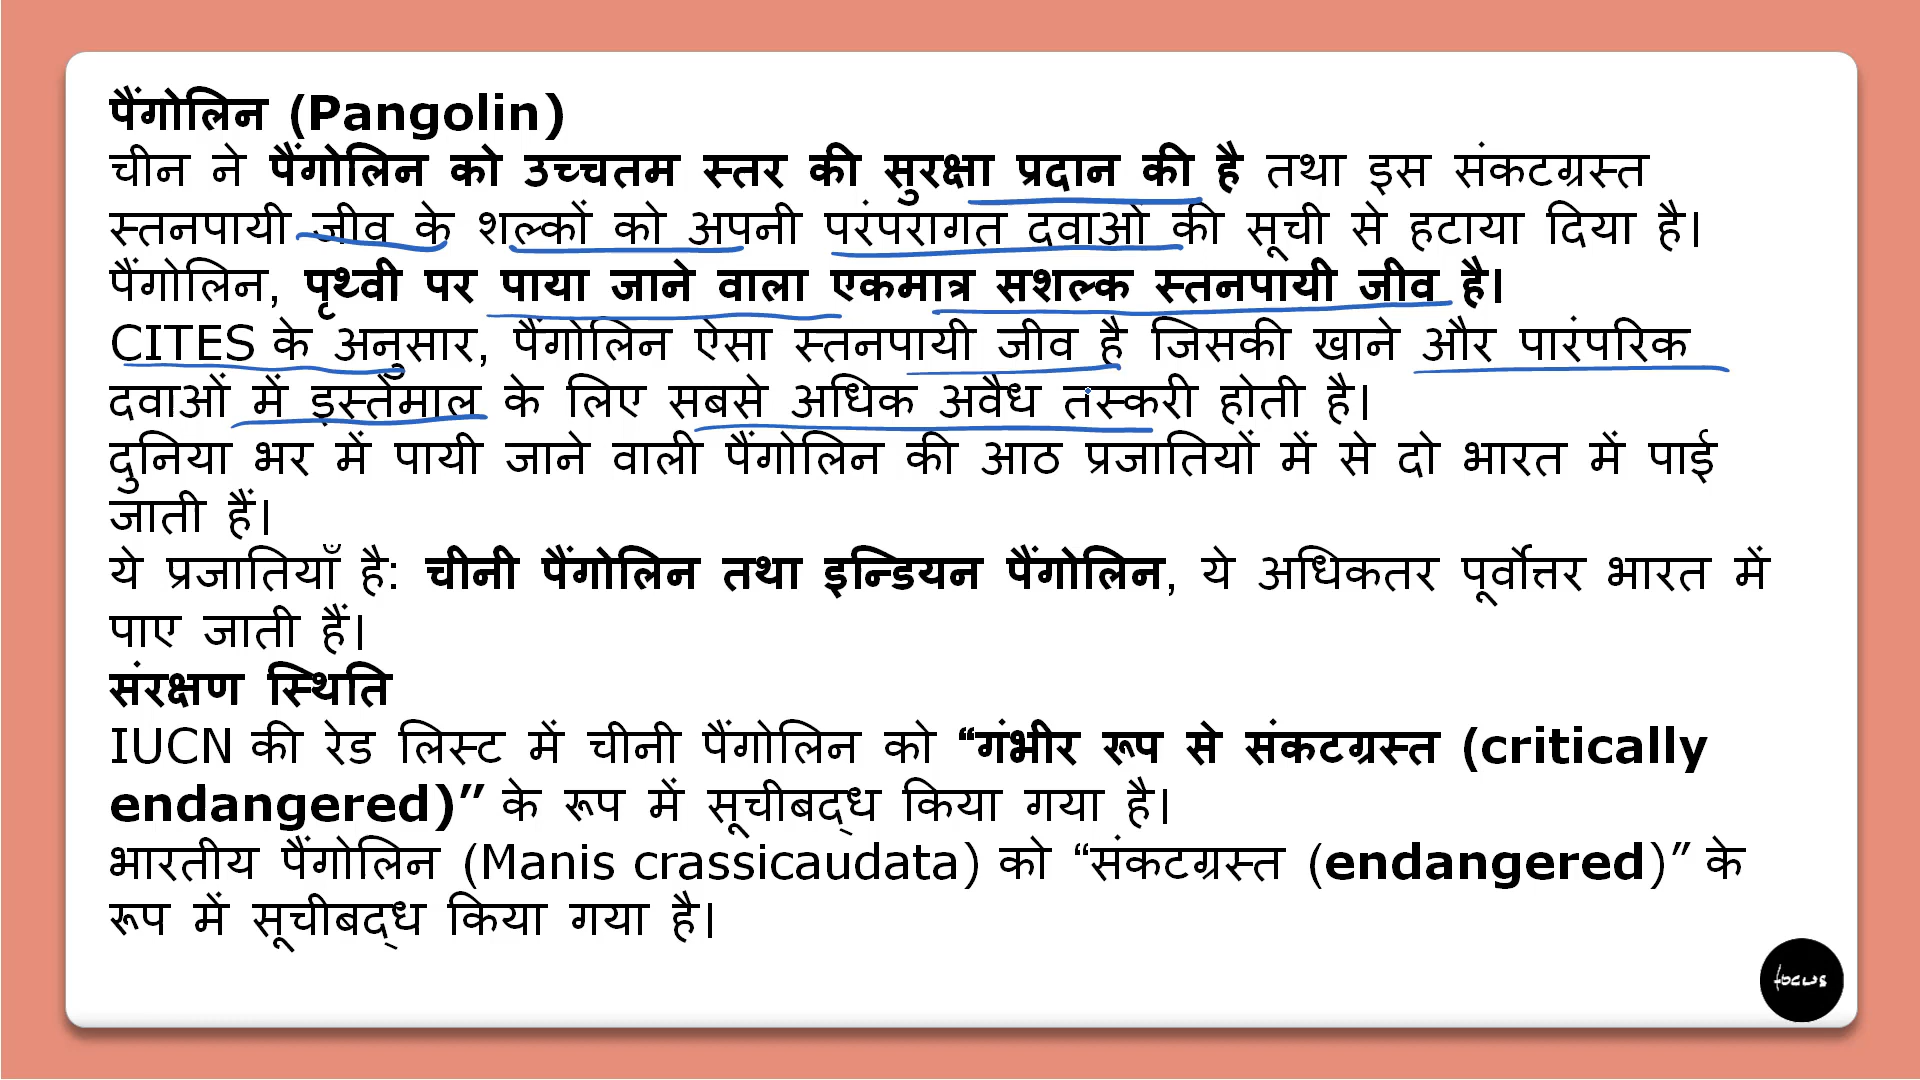 पैंगोलिन (Pangolin)
चीन ने पैंगोलिन को उच्चतम स्तर की सुरक्षा प्रदान की है तथा इस संकटग्रस्त
स्तनपायी जीव के शल्कों को अपनी परंपरागत दवाओं की सूची से हटाया दिया है।
पैंगोलिन, पृथ्वी पर पाया जाने वाला एकमात्र सशल्क स्तनपायी जीव है।
CITES के अनुसार, पैंगोलिन ऐसा स्तनपायी जीव है जिसकी खाने और पारंपरिक
दवाओं में इस्तेमाल के लिए सबसे अधिक अवैध तस्करी होती है।
दुनिया भर में पायी जाने वाली पैंगोलिन की आठ प्रजातियों में से दो भारत में पाई
जाती हैं।
ये प्रजातियाँ है: चीनी पैंगोलिन तथा इन्डियन पैंगोलिन, ये अधिकतर पूर्वोत्तर भारत में
पाए जाती हैं।
संरक्षण स्थिति
IUCN की रेड लिस्ट में चीनी पैंगोलिन को “गंभीर रूप से संकटग्रस्त (critically
endangered)” के रूप में सूचीबद्ध किया गया है।
भारतीय पैंगोलिन (Manis crassicaudata) को “संकटग्रस्त (endangered)” के
रूप में सूचीबद्ध किया गया है।
focus